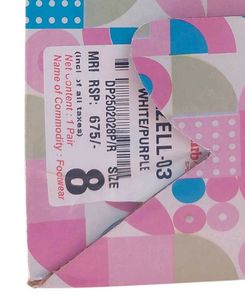 ZELL-03
WHITE/PURPLE
DP2502028P/R SIZE
8
MRP RSP: 675/-
(incl of all taxes)
Net Content : 1 Pair
Name of Commodity : Footwear